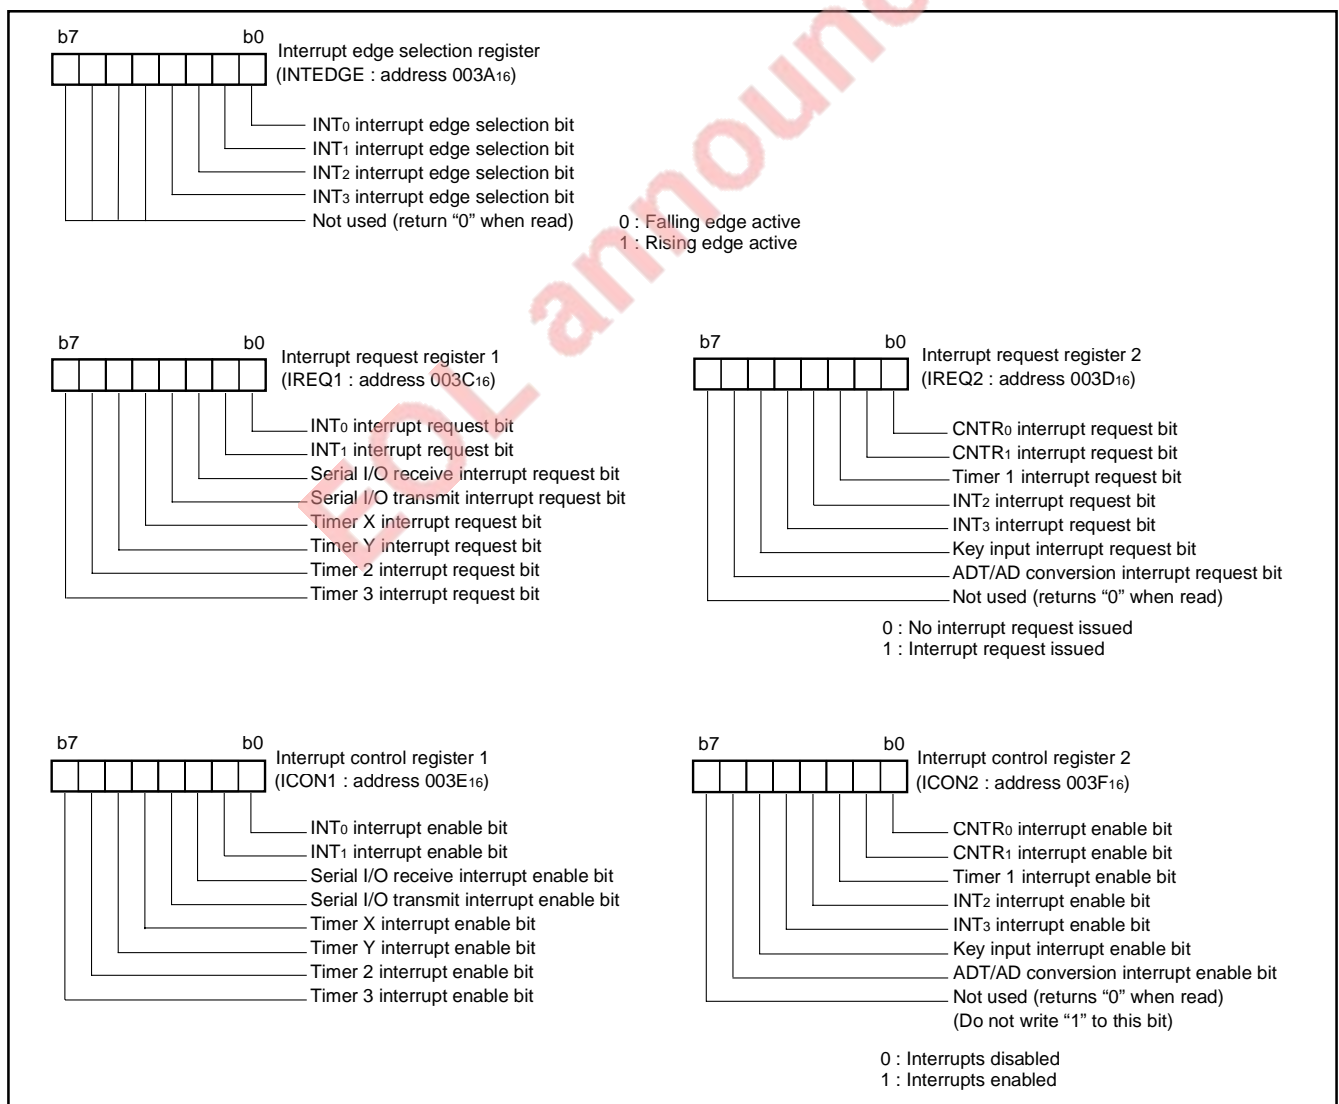 b7 b0
Interrupt edge selection register
(INTEDGE : address 003A16)
INT0 interrupt edge selection bit
INT1 interrupt edge selection bit
INT2 interrupt edge selection bit
INT3 interrupt edge selection bit
Not used (return “0” when read)
0 : Falling edge active
1 : Rising edge active
b7 b0
Interrupt request register 1
(IREQ1 : address 003C16)
INT0 interrupt request bit
INT1 interrupt request bit
Serial I/O receive interrupt request bit
Serial I/O transmit interrupt request bit
Timer X interrupt request bit
Timer Y interrupt request bit
Timer 2 interrupt request bit
Timer 3 interrupt request bit
b7 b0
Interrupt request register 2
(IREQ2 : address 003D16)
CNTR0 interrupt request bit
CNTR1 interrupt request bit
Timer 1 interrupt request bit
INT2 interrupt request bit
INT3 interrupt request bit
Key input interrupt request bit
ADT/AD conversion interrupt request bit
Not used (returns “0” when read)
0 : No interrupt request issued
1 : Interrupt request issued
b7 b0
Interrupt control register 1
(ICON1 : address 003E16)
INT0 interrupt enable bit
INT1 interrupt enable bit
Serial I/O receive interrupt enable bit
Serial I/O transmit interrupt enable bit
Timer X interrupt enable bit
Timer Y interrupt enable bit
Timer 2 interrupt enable bit
Timer 3 interrupt enable bit
b7 b0
Interrupt control register 2
(ICON2 : address 003F16)
CNTR0 interrupt enable bit
CNTR1 interrupt enable bit
Timer 1 interrupt enable bit
INT2 interrupt enable bit
INT3 interrupt enable bit
Key input interrupt enable bit
ADT/AD conversion interrupt enable bit
Not used (returns “0” when read)
(Do not write “1” to this bit)
0 : Interrupts disabled
1 : Interrupts enabled
EOL announc